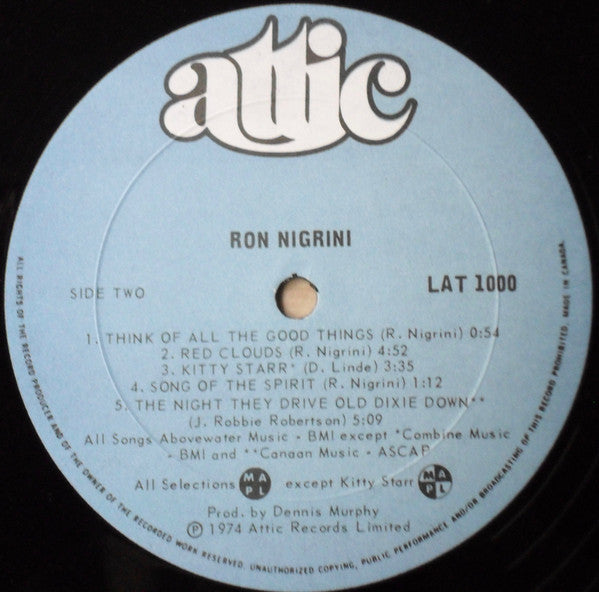 attic
RON NIGRINI
SIDE TWO
LAT 1000
1. THINK OF ALL THE GOOD THINGS (R. Nigrini) 0:54
2. RED CLOUDS (R. Nigrini) 4:52
3. KITTY STARR* (D. Linde) 3:35
4. SONG OF THE SPIRIT (R. Nigrini) 1:12
5. THE NIGHT THEY DRIVE OLD DIXIE DOWN**
(J. Robbie Robertson) 5:09
All Songs Abovewater Music - BMI except *Combine Music
- BMI and **Canaan Music - ASCAP
All Selections MAPL except Kitty Starr MAPL
Prod. by Dennis Murphy
℗ 1974 Attic Records Limited
ALL RIGHTS OF THE RECORD PRODUCER AND OF THE OWNER OF THE RECORDED WORK RESERVED. UNAUTHORIZED COPYING, PUBLIC PERFORMANCE AND/OR BROADCASTING OF THIS RECORD PROHIBITED. MADE IN CANADA.